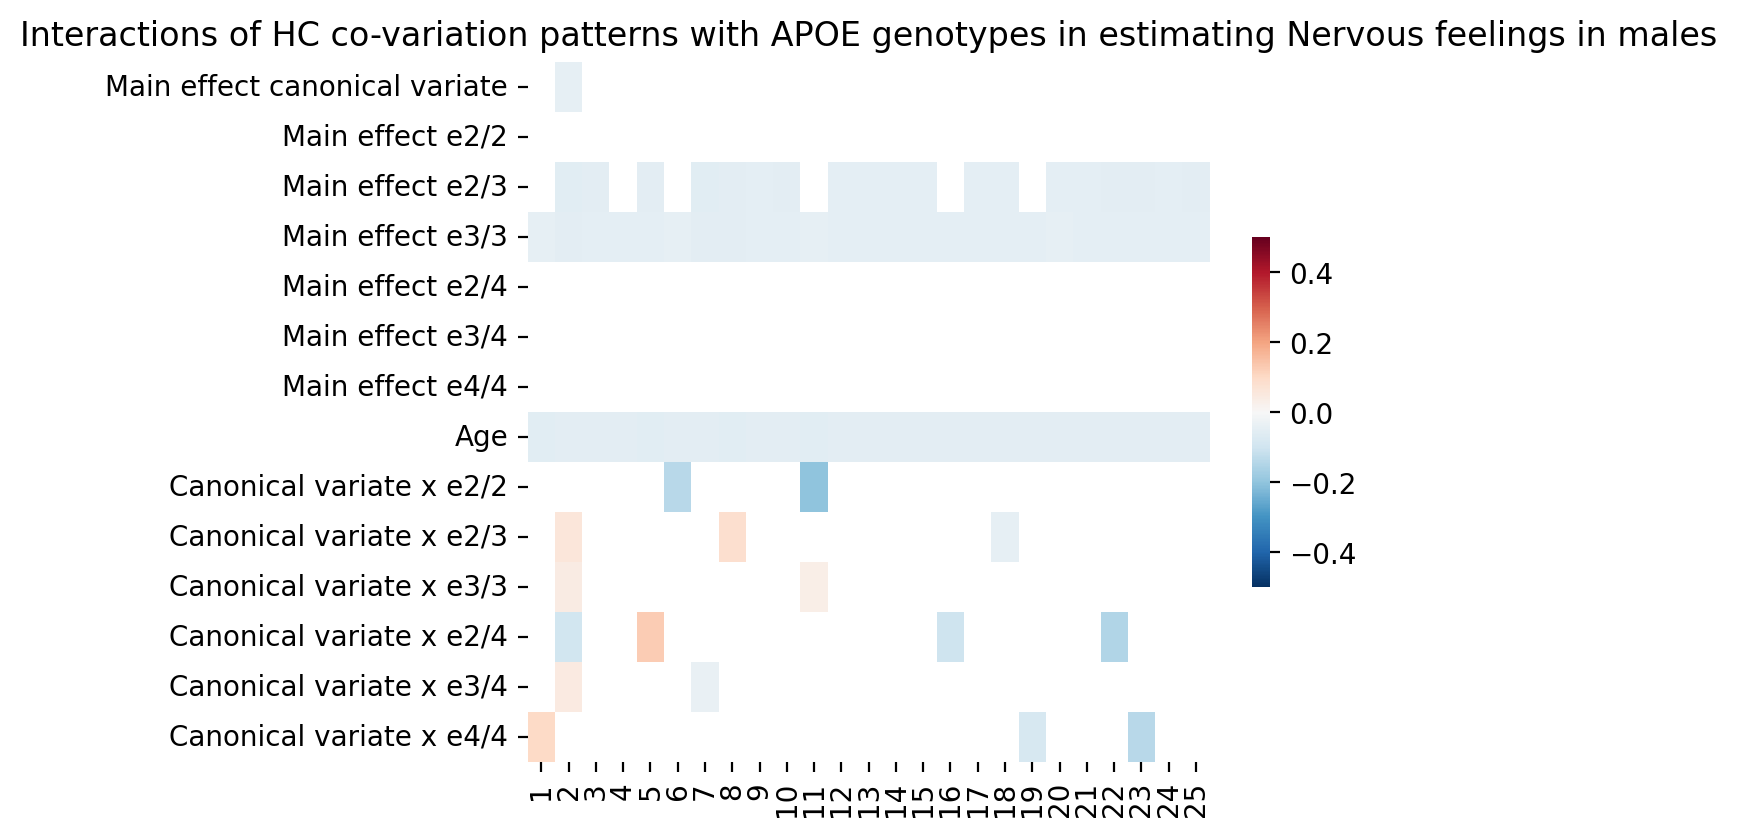 Interactions of HC co-variation patterns with APOE genotypes in estimating Nervous feelings in males
Main effect canonical variate
Main effect e2/2
Main effect e2/3
Main effect e3/3
Main effect e2/4
Main effect e3/4
Main effect e4/4
Age
Canonical variate x e2/2
Canonical variate x e2/3
Canonical variate x e3/3
Canonical variate x e2/4
Canonical variate x e3/4
Canonical variate x e4/4
1 2 3 4 5 6 7 8 9 10 11 12 13 14 15 16 17 18 19 20 21 22 23 24 25
0.4
0.2
0.0
−0.2
−0.4